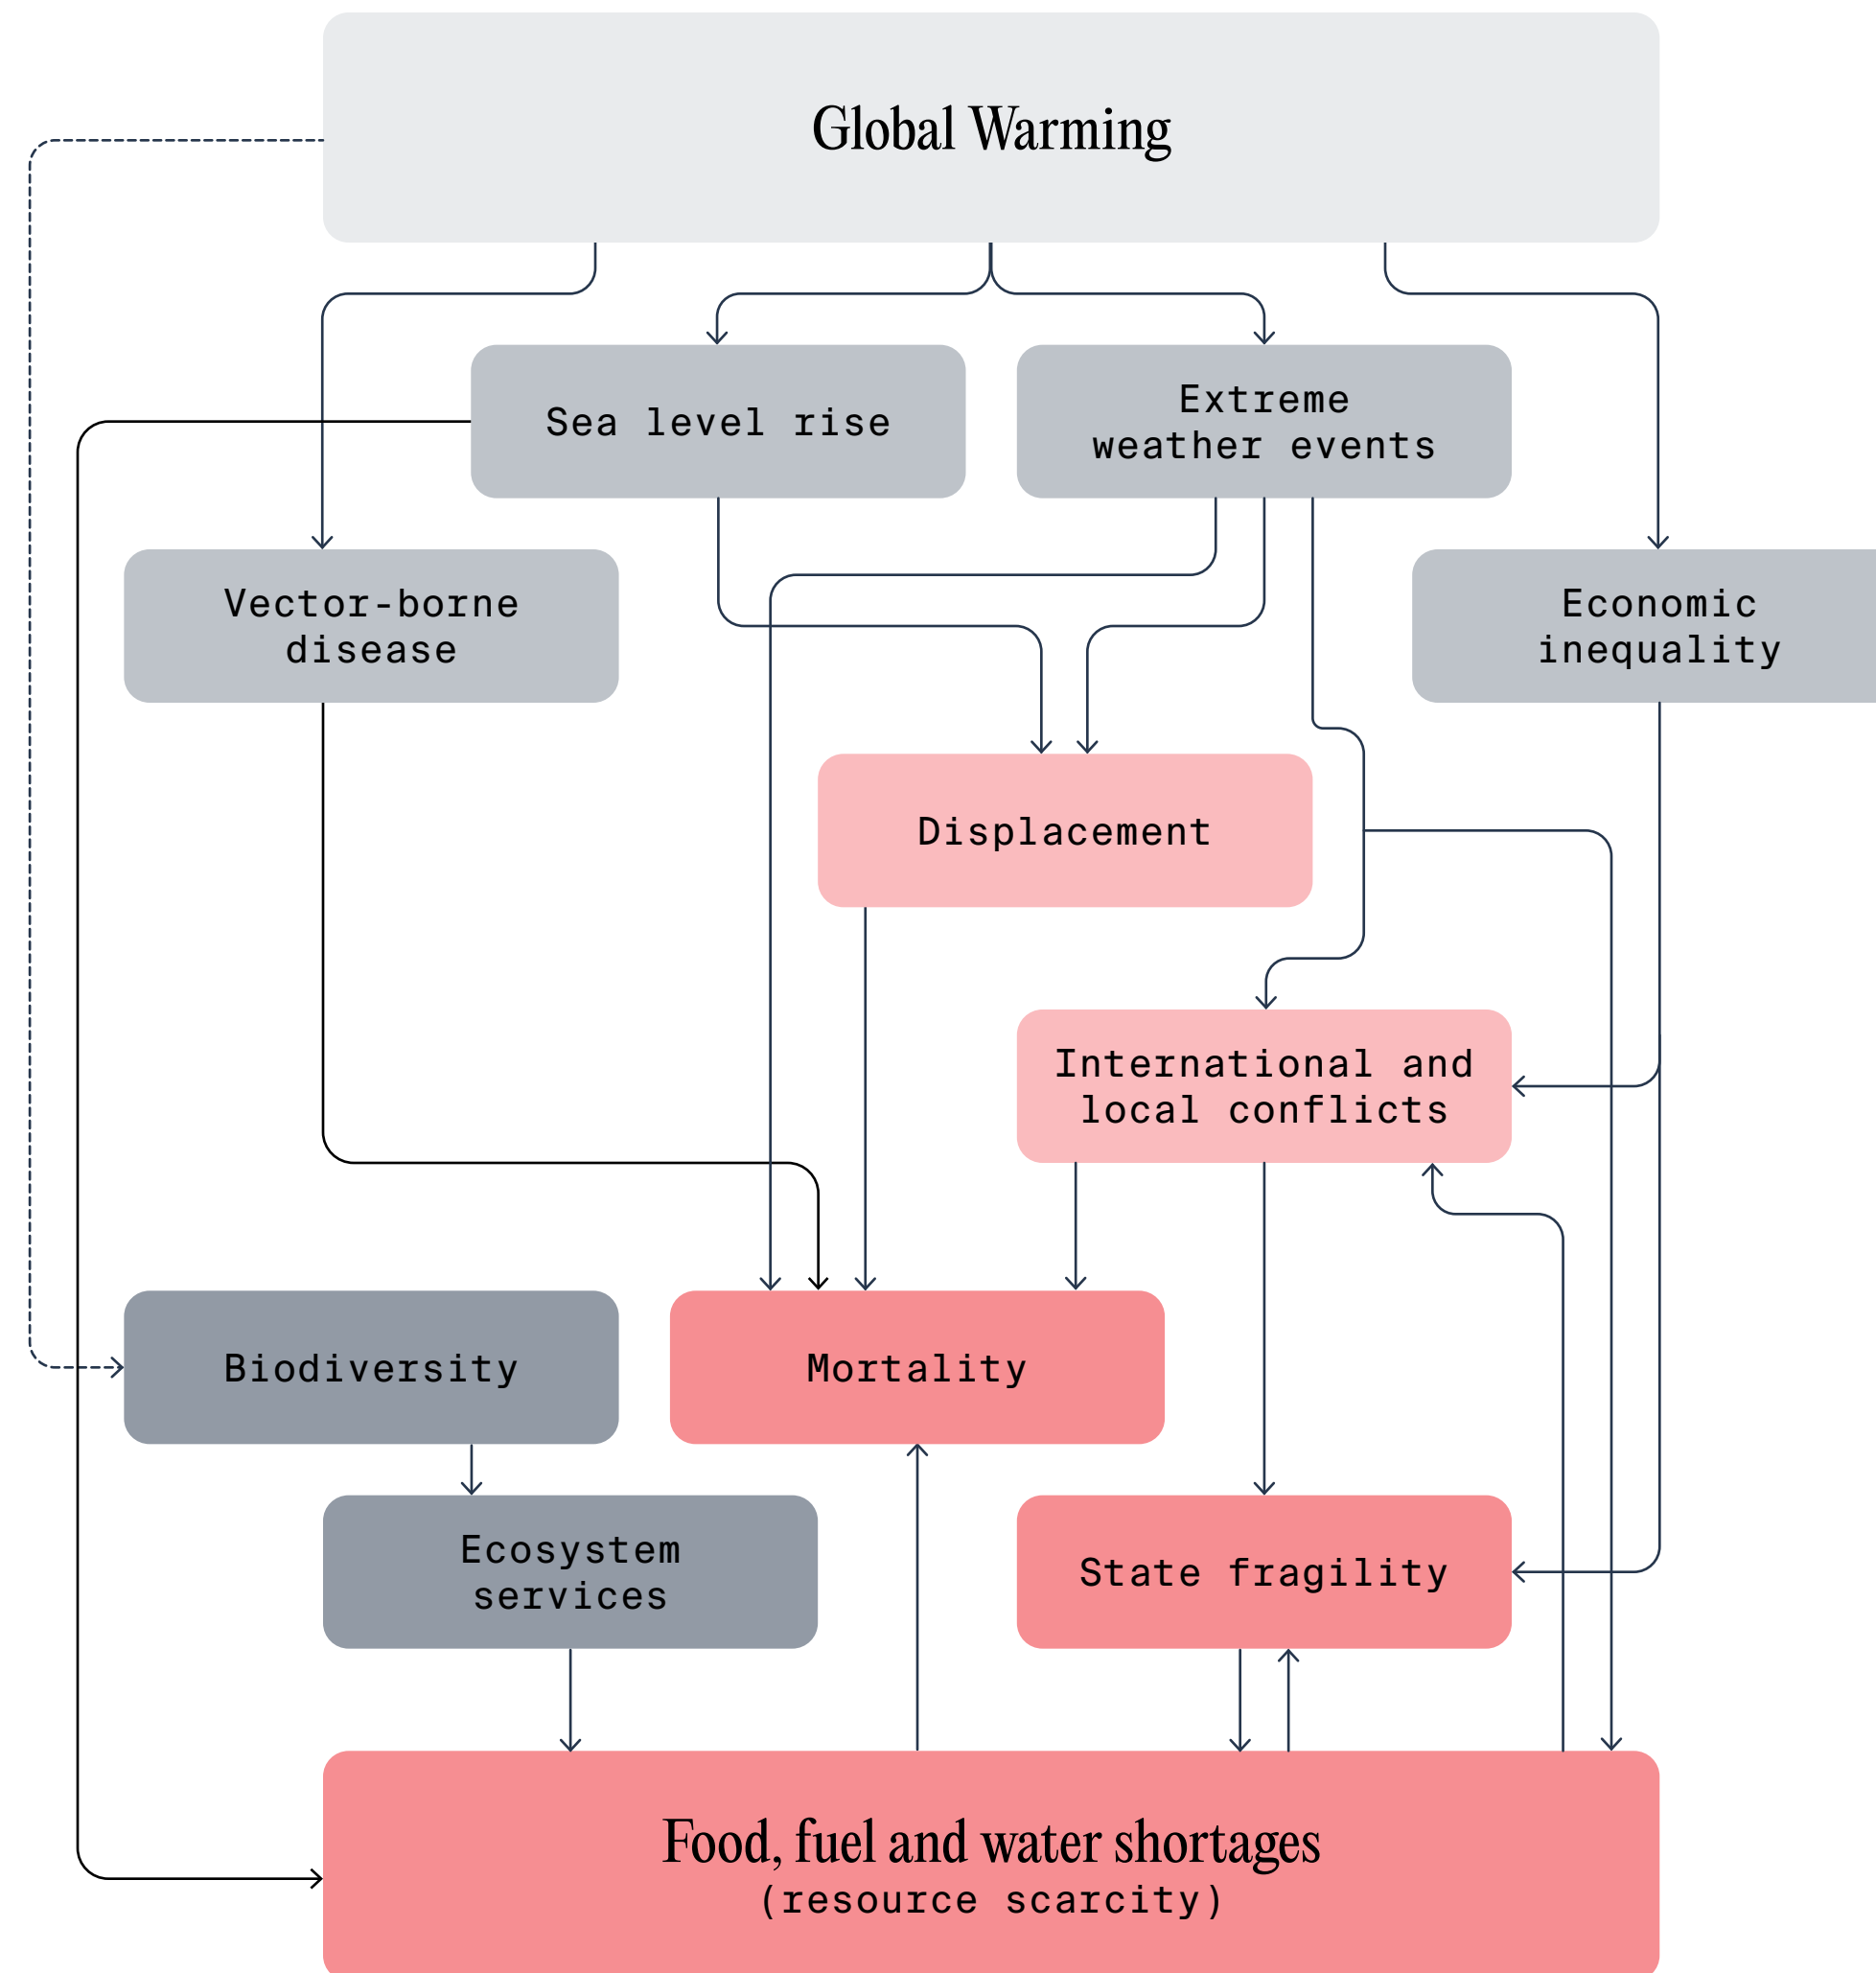 Global Warming
Sea level rise
Extreme
weather events
Vector-borne
disease
Economic
inequality
Displacement
International and
local conflicts
Biodiversity
Mortality
Ecosystem
services
State fragility
Food, fuel and water shortages
(resource scarcity)